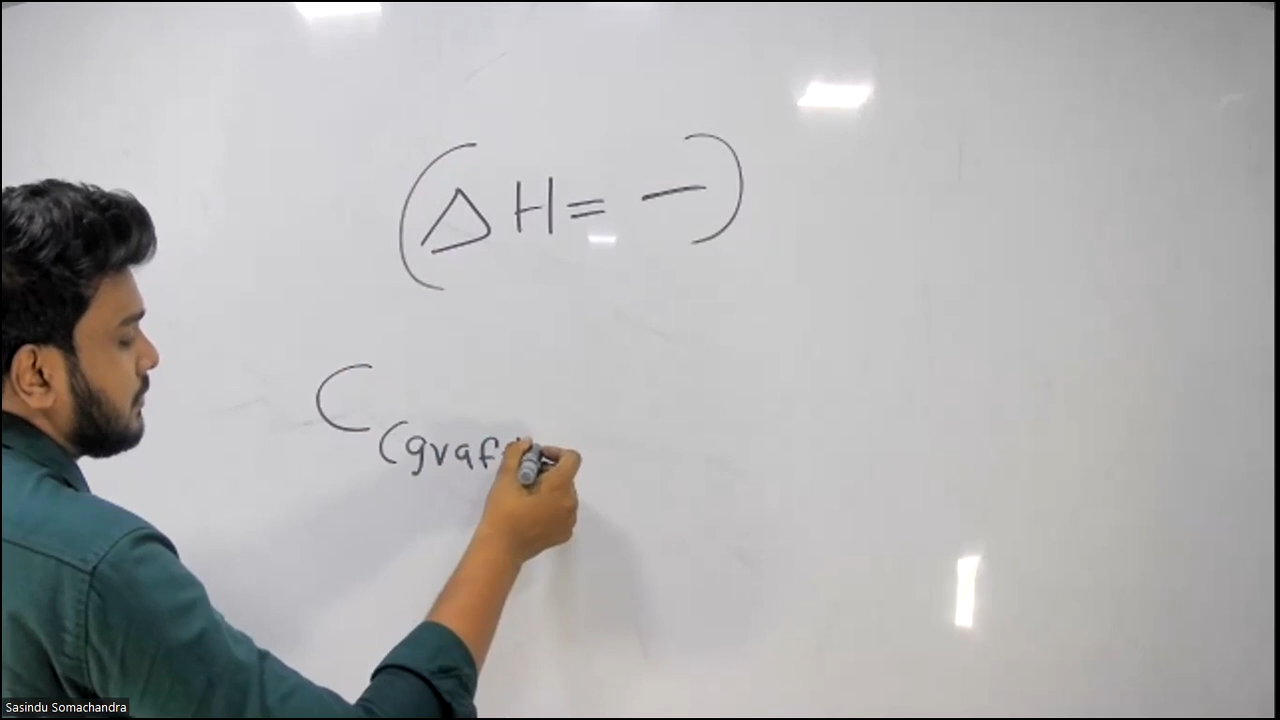 (ΔH = —)
C(graf
Sasindu Somachandra